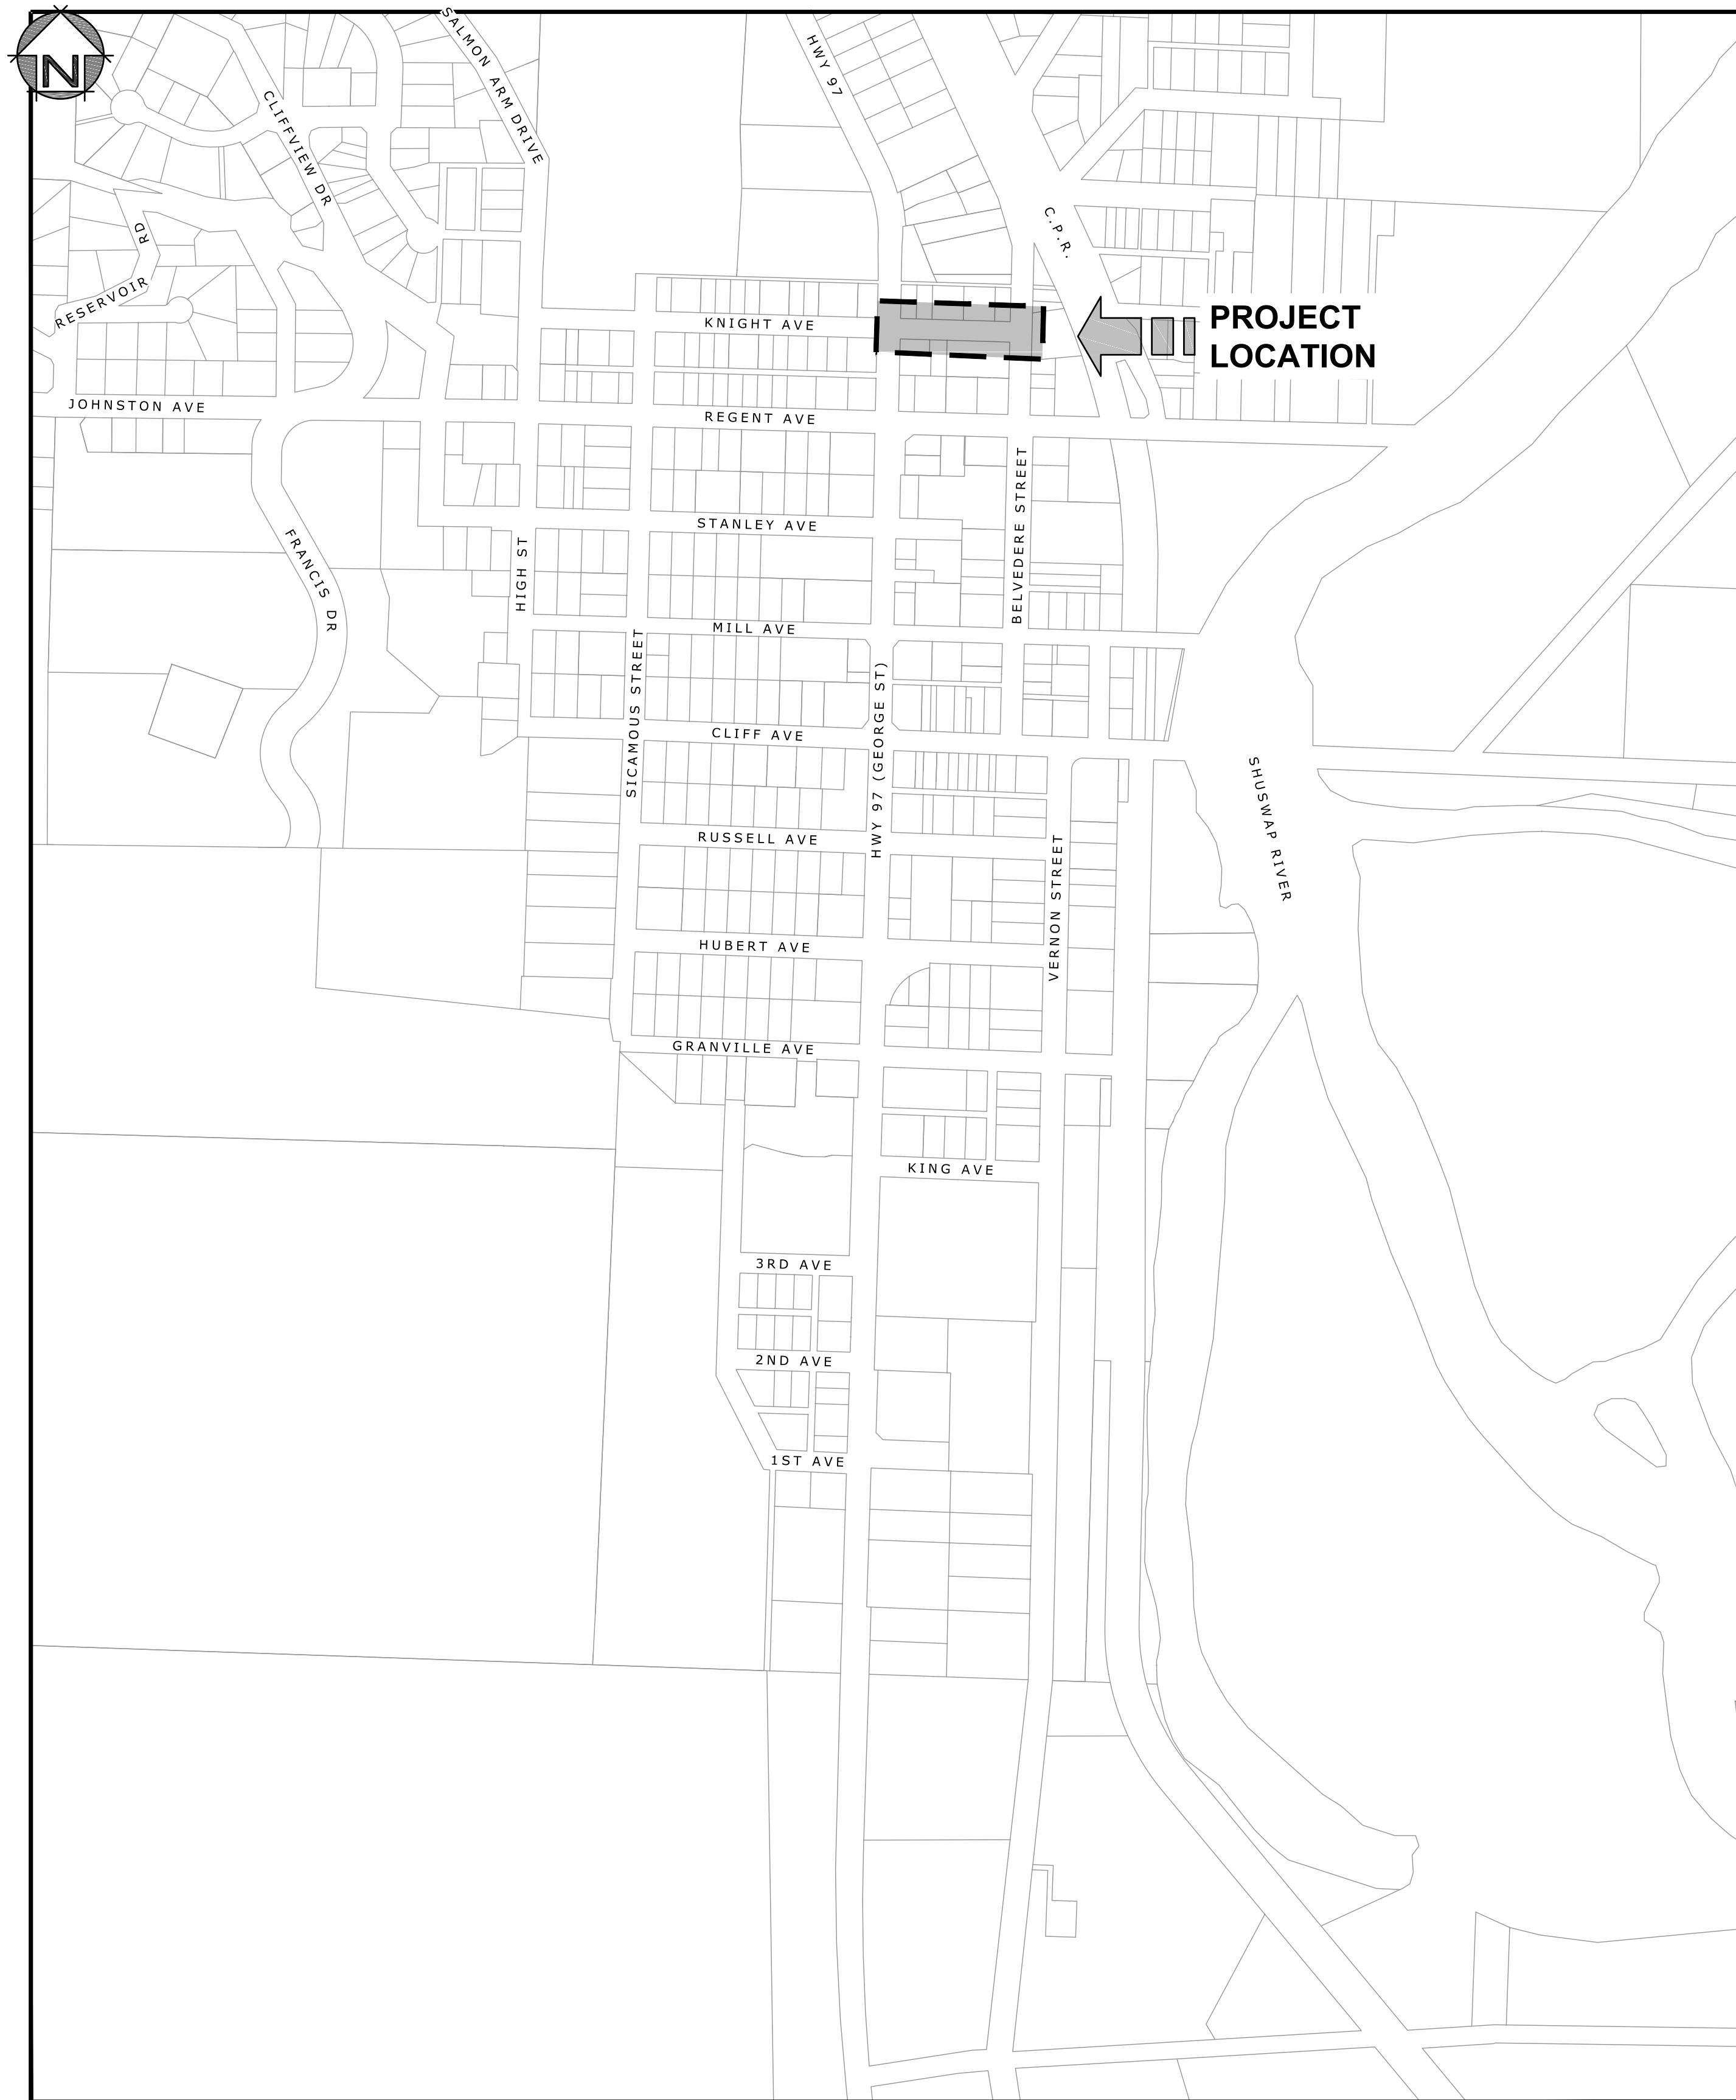 N
SALMON ARM DRIVE
HWY 97
CLIFFVIEW DR
C.P.R.
RD
RESERVOIR
PROJECT
LOCATION
KNIGHT AVE
JOHNSTON AVE
REGENT AVE
BELVEDERE STREET
STANLEY AVE
FRANCIS DR
HIGH ST
MILL AVE
SICAMOUS STREET
HWY 97 (GEORGE ST)
CLIFF AVE
SHUSWAP RIVER
RUSSELL AVE
VERNON STREET
HUBERT AVE
GRANVILLE AVE
KING AVE
3RD AVE
2ND AVE
1ST AVE